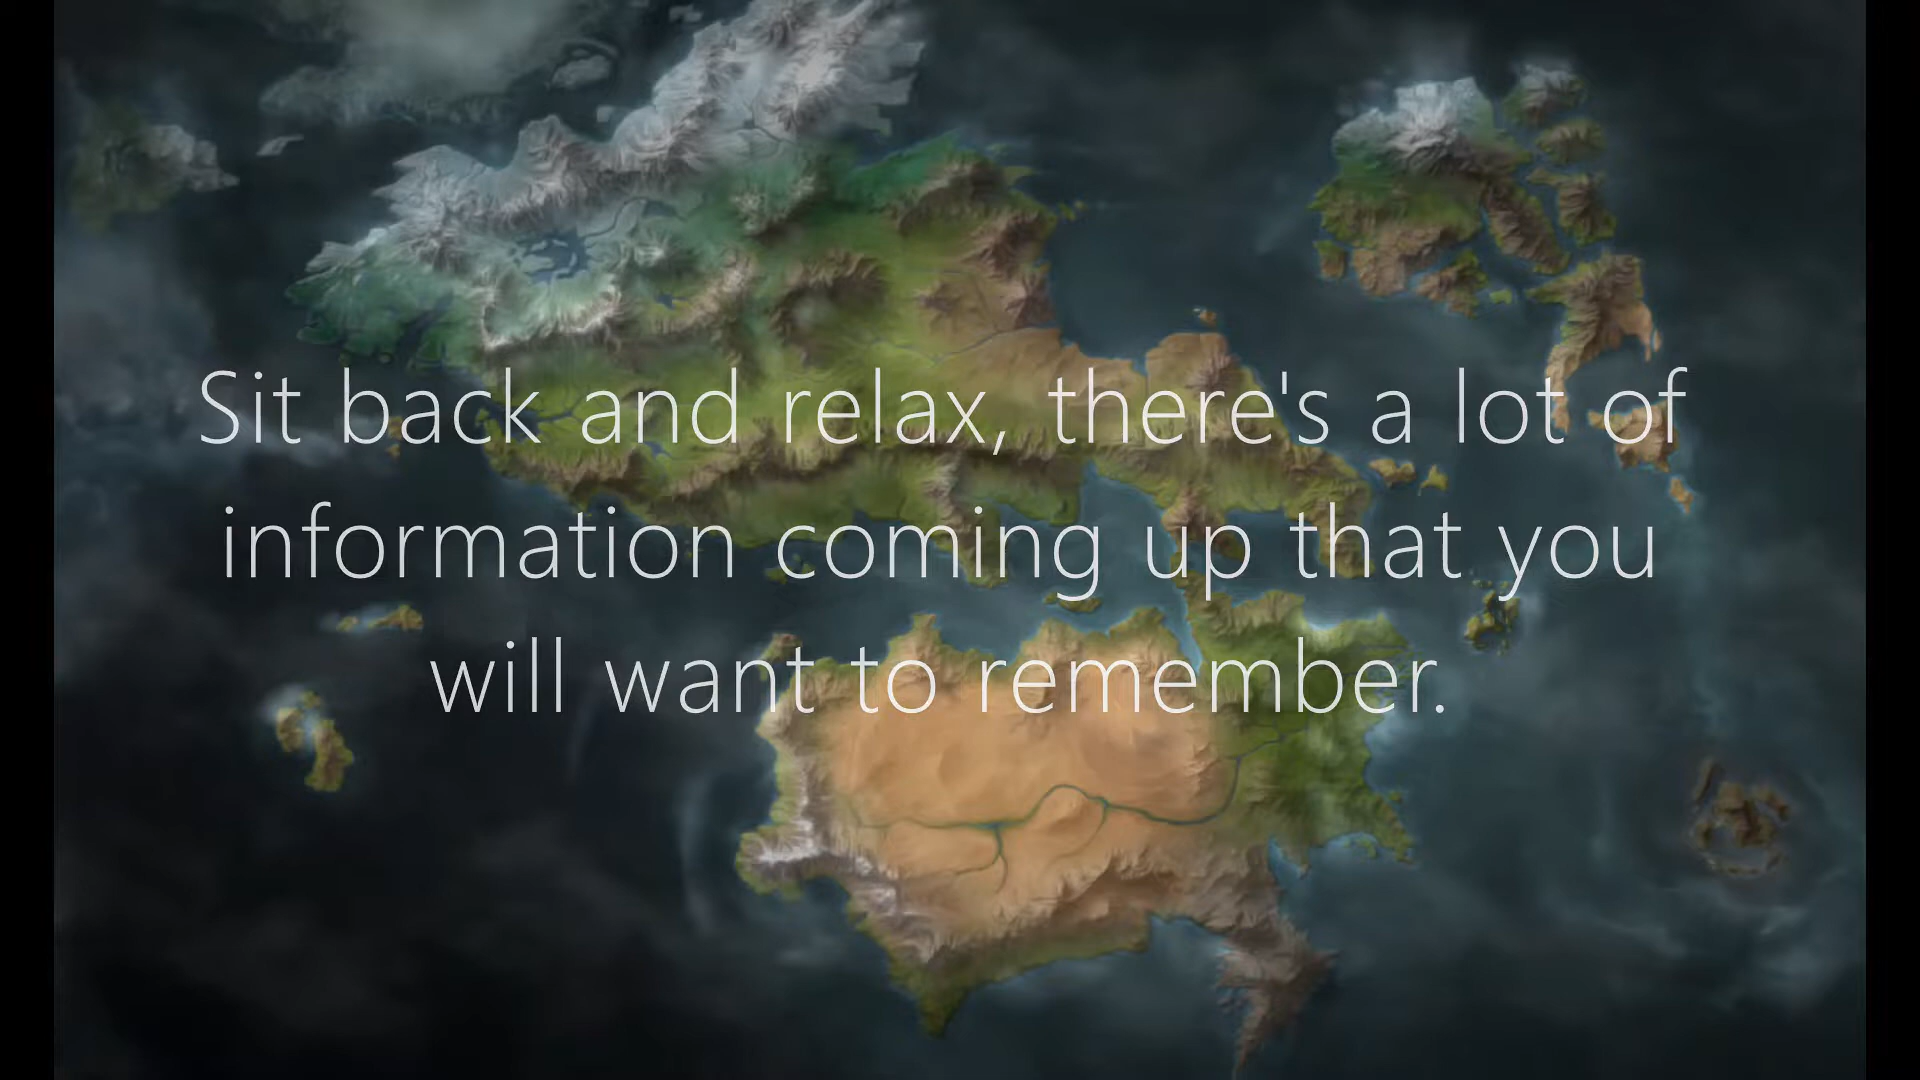 Sit back and relax, there's a lot of
information coming up that you
will want to remember.